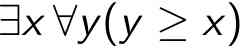 ∃x ∀y(y ≥ x)